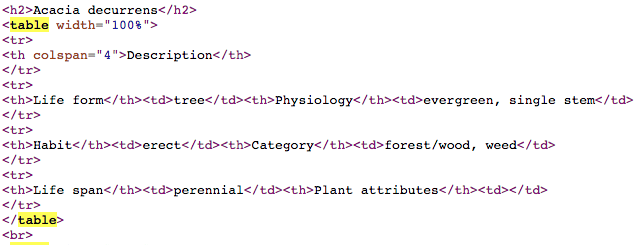 <h2>Acacia decurrens</h2>
<table width="100%">
<tr>
<th colspan="4">Description</th>
</tr>
<tr>
<th>Life form</th><td>tree</td><th>Physiology</th><td>evergreen, single stem</td>
</tr>
<tr>
<th>Habit</th><td>erect</td><th>Category</th><td>forest/wood, weed</td>
</tr>
<tr>
<th>Life span</th><td>perennial</td><th>Plant attributes</th><td></td>
</tr>
</table>
<br>